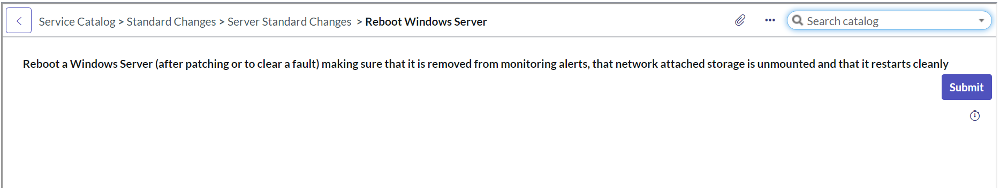 Service Catalog > Standard Changes > Server Standard Changes > Reboot Windows Server
Search catalog
Reboot a Windows Server (after patching or to clear a fault) making sure that it is removed from monitoring alerts, that network attached storage is unmounted and that it restarts cleanly
Submit